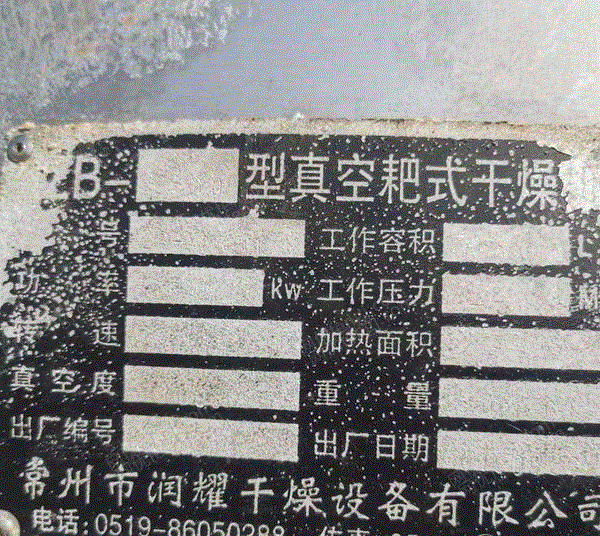 B- 型真空耙式干燥
号 工作容积 L
功率 kw 工作压力 M
转速 加热面积
真空度 重量
出厂编号 出厂日期
常州市润耀干燥设备有限公司
电话:0519-86050288 传真